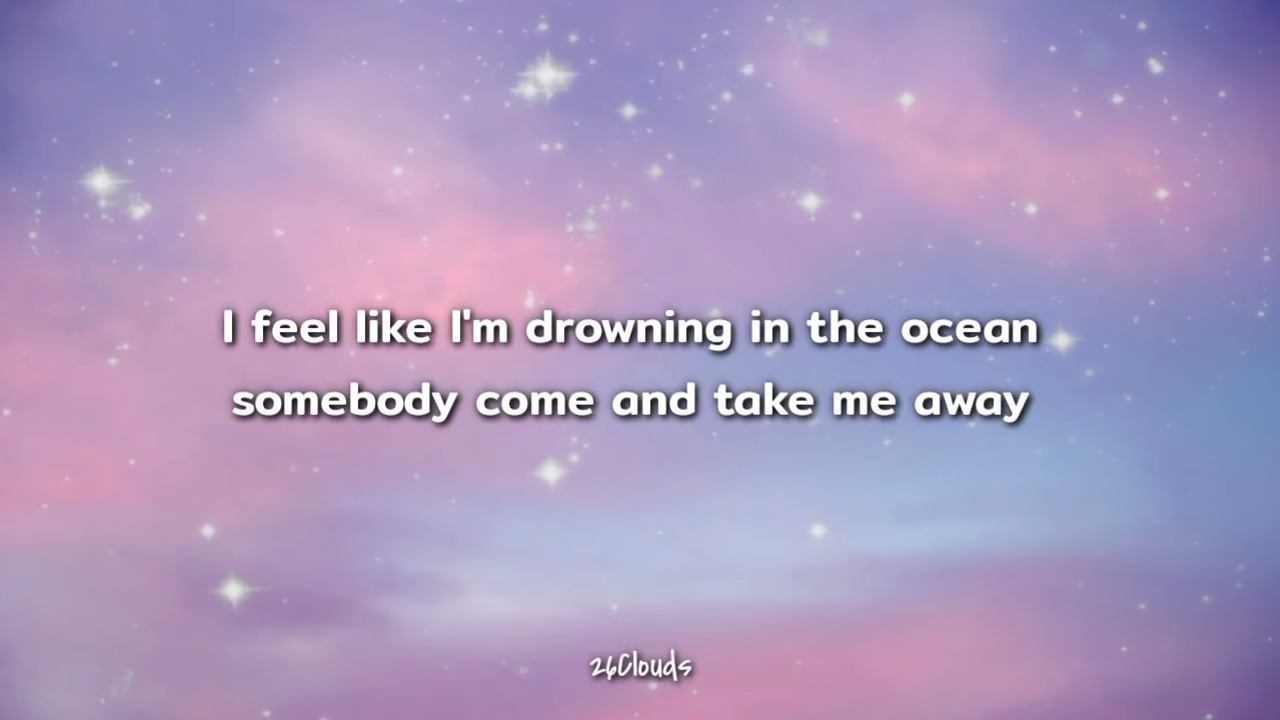 I feel like I'm drowning in the ocean
somebody come and take me away
26Clouds